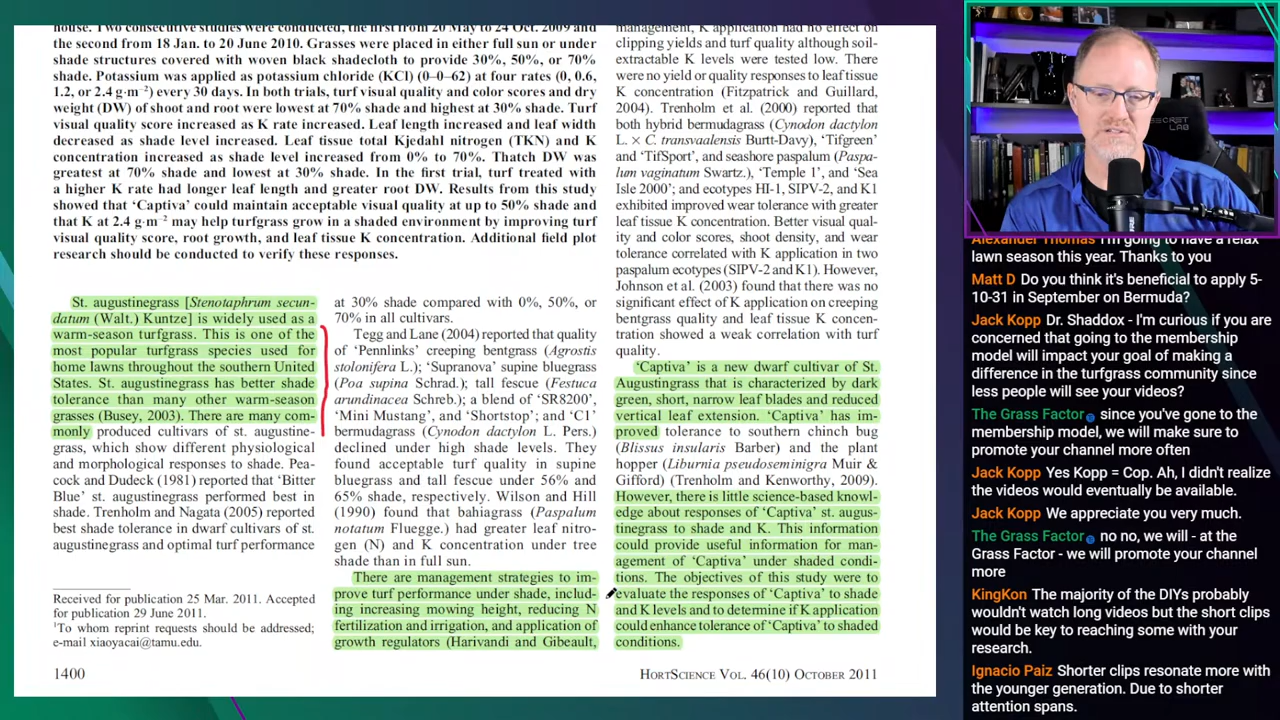 house. Two consecutive studies were conducted, the first from 20 May to 24 Oct. 2009 and
the second from 18 Jan. to 20 June 2010. Grasses were placed in either full sun or under
shade structures covered with woven black shadecloth to provide 30%, 50%, or 70%
shade. Potassium was applied as potassium chloride (KCl) (0–0–62) at four rates (0, 0.6,
1.2, or 2.4 g·m⁻²) every 30 days. In both trials, turf visual quality and color scores and dry
weight (DW) of shoot and root were lowest at 70% shade and highest at 30% shade. Turf
visual quality score increased as K rate increased. Leaf length increased and leaf width
decreased as shade level increased. Leaf tissue total Kjedahl nitrogen (TKN) and K
concentration increased as shade level increased from 0% to 70%. Thatch DW was
greatest at 70% shade and lowest at 30% shade. In the first trial, turf treated with
a higher K rate had longer leaf length and greater root DW. Results from this study
showed that ‘Captiva’ could maintain acceptable visual quality at up to 50% shade and
that K at 2.4 g·m⁻² may help turfgrass grow in a shaded environment by improving turf
visual quality score, root growth, and leaf tissue K concentration. Additional field plot
research should be conducted to verify these responses.
St. augustinegrass [Stenotaphrum secun-
datum (Walt.) Kuntze] is widely used as a
warm-season turfgrass. This is one of the
most popular turfgrass species used for
home lawns throughout the southern United
States. St. augustinegrass has better shade
tolerance than many other warm-season
grasses (Busey, 2003). There are many com-
monly produced cultivars of st. augustine-
grass, which show different physiological
and morphological responses to shade. Pea-
cock and Dudeck (1981) reported that ‘Bitter
Blue’ st. augustinegrass performed best in
shade. Trenholm and Nagata (2005) reported
best shade tolerance in dwarf cultivars of st.
augustinegrass and optimal turf performance
Received for publication 25 Mar. 2011. Accepted
for publication 29 June 2011.
¹To whom reprint requests should be addressed;
e-mail xiaoyacai@tamu.edu.
at 30% shade compared with 0%, 50%, or
70% in all cultivars.
Tegg and Lane (2004) reported that quality
of ‘Pennlinks’ creeping bentgrass (Agrostis
stolonifera L.); ‘Supranova’ supine bluegrass
(Poa supina Schrad.); tall fescue (Festuca
arundinacea Schreb.); a blend of ‘SR8200’,
‘Mini Mustang’, and ‘Shortstop’; and ‘C1’
bermudagrass (Cynodon dactylon L. Pers.)
declined under high shade levels. They
found acceptable turf quality in supine
bluegrass and tall fescue under 56% and
65% shade, respectively. Wilson and Hill
(1990) found that bahiagrass (Paspalum
notatum Fluegge.) had greater leaf nitro-
gen (N) and K concentration under tree
shade than in full sun.
There are management strategies to im-
prove turf performance under shade, includ-
ing increasing mowing height, reducing N
fertilization and irrigation, and application of
growth regulators (Harivandi and Gibeault,
management, K application had no effect on
clipping yields and turf quality although soil-
extractable K levels were tested low. There
were no yield or quality responses to leaf tissue
K concentration (Fitzpatrick and Guillard,
2004). Trenholm et al. (2000) reported that
both hybrid bermudagrass (Cynodon dactylon
L. × C. transvaalensis Burtt-Davy), ‘Tifgreen’
and ‘TifSport’, and seashore paspalum (Paspa-
lum vaginatum Swartz.), ‘Temple 1’, and ‘Sea
Isle 2000’; and ecotypes HI-1, SIPV-2, and K1
exhibited improved wear tolerance with greater
leaf tissue K concentration. Better visual qual-
ity and color scores, shoot density, and wear
tolerance correlated with K application in two
paspalum ecotypes (SIPV-2 and K1). However,
Johnson et al. (2003) found that there was no
significant effect of K application on creeping
bentgrass quality and leaf tissue K concen-
tration showed a weak correlation with turf
quality.
‘Captiva’ is a new dwarf cultivar of St.
Augustingrass that is characterized by dark
green, short, narrow leaf blades and reduced
vertical leaf extension. ‘Captiva’ has im-
proved tolerance to southern chinch bug
(Blissus insularis Barber) and the plant
hopper (Liburnia pseudoseminigra Muir &
Gifford) (Trenholm and Kenworthy, 2009).
However, there is little science-based knowl-
edge about responses of ‘Captiva’ st. augus-
tinegrass to shade and K. This information
could provide useful information for man-
agement of ‘Captiva’ under shaded condi-
tions. The objectives of this study were to
evaluate the responses of ‘Captiva’ to shade
and K levels and to determine if K application
could enhance tolerance of ‘Captiva’ to shaded
conditions.
1400
HORTSCIENCE VOL. 46(10) OCTOBER 2011
SECRET
LAB
Alexander Thomas I'm going to have a relax
lawn season this year. Thanks to you
Matt D Do you think it's beneficial to apply 5-
10-31 in September on Bermuda?
Jack Kopp Dr. Shaddox - I'm curious if you are
concerned that going to the membership
model will impact your goal of making a
difference in the turfgrass community since
less people will see your videos?
The Grass Factor since you've gone to the
membership model, we will make sure to
promote your channel more often
Jack Kopp Yes Kopp = Cop. Ah, I didn't realize
the videos would eventually be available.
Jack Kopp We appreciate you very much.
The Grass Factor no no, we will - at the
Grass Factor - we will promote your channel
more
KingKon The majority of the DIYs probably
wouldn't watch long videos but the short clips
would be key to reaching some with your
research.
Ignacio Paiz Shorter clips resonate more with
the younger generation. Due to shorter
attention spans.